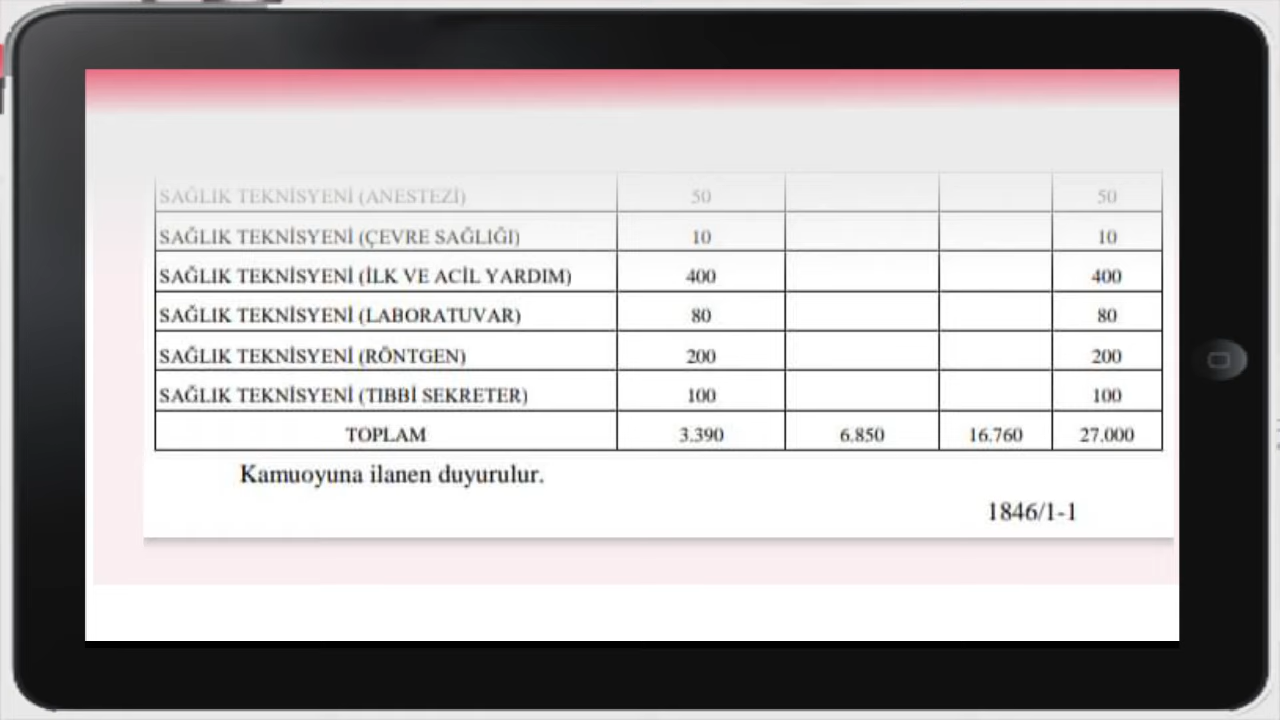 SAĞLIK TEKNİSYENİ (ANESTEZİ) 50 50
SAĞLIK TEKNİSYENİ (ÇEVRE SAĞLIĞI) 10 10
SAĞLIK TEKNİSYENİ (İLK VE ACİL YARDIM) 400 400
SAĞLIK TEKNİSYENİ (LABORATUVAR) 80 80
SAĞLIK TEKNİSYENİ (RÖNTGEN) 200 200
SAĞLIK TEKNİSYENİ (TIBBİ SEKRETER) 100 100
TOPLAM 3.390 6.850 16.760 27.000
Kamuoyuna ilanen duyurulur.
1846/1-1